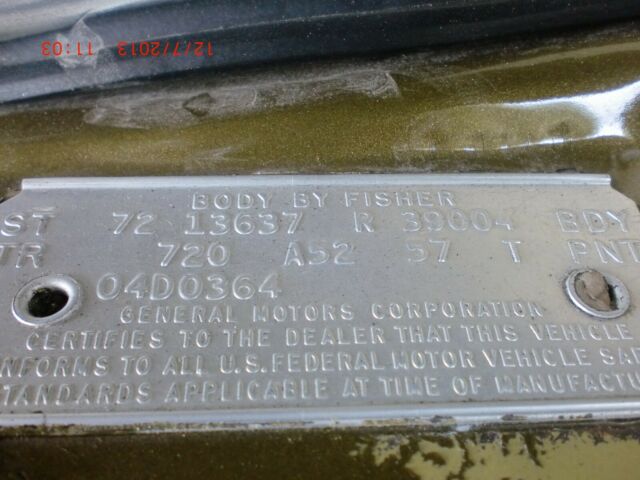 11:03 12/7/2013
BODY BY FISHER
ST 72 13637 R 39004 BDY
TR 720 A52 57 T PNT
04D0364
GENERAL MOTORS CORPORATION
CERTIFIES TO THE DEALER THAT THIS VEHICLE
NFORMS TO ALL U.S. FEDERAL MOTOR VEHICLE SA
TANDARDS APPLICABLE AT TIME OF MANUFACTU